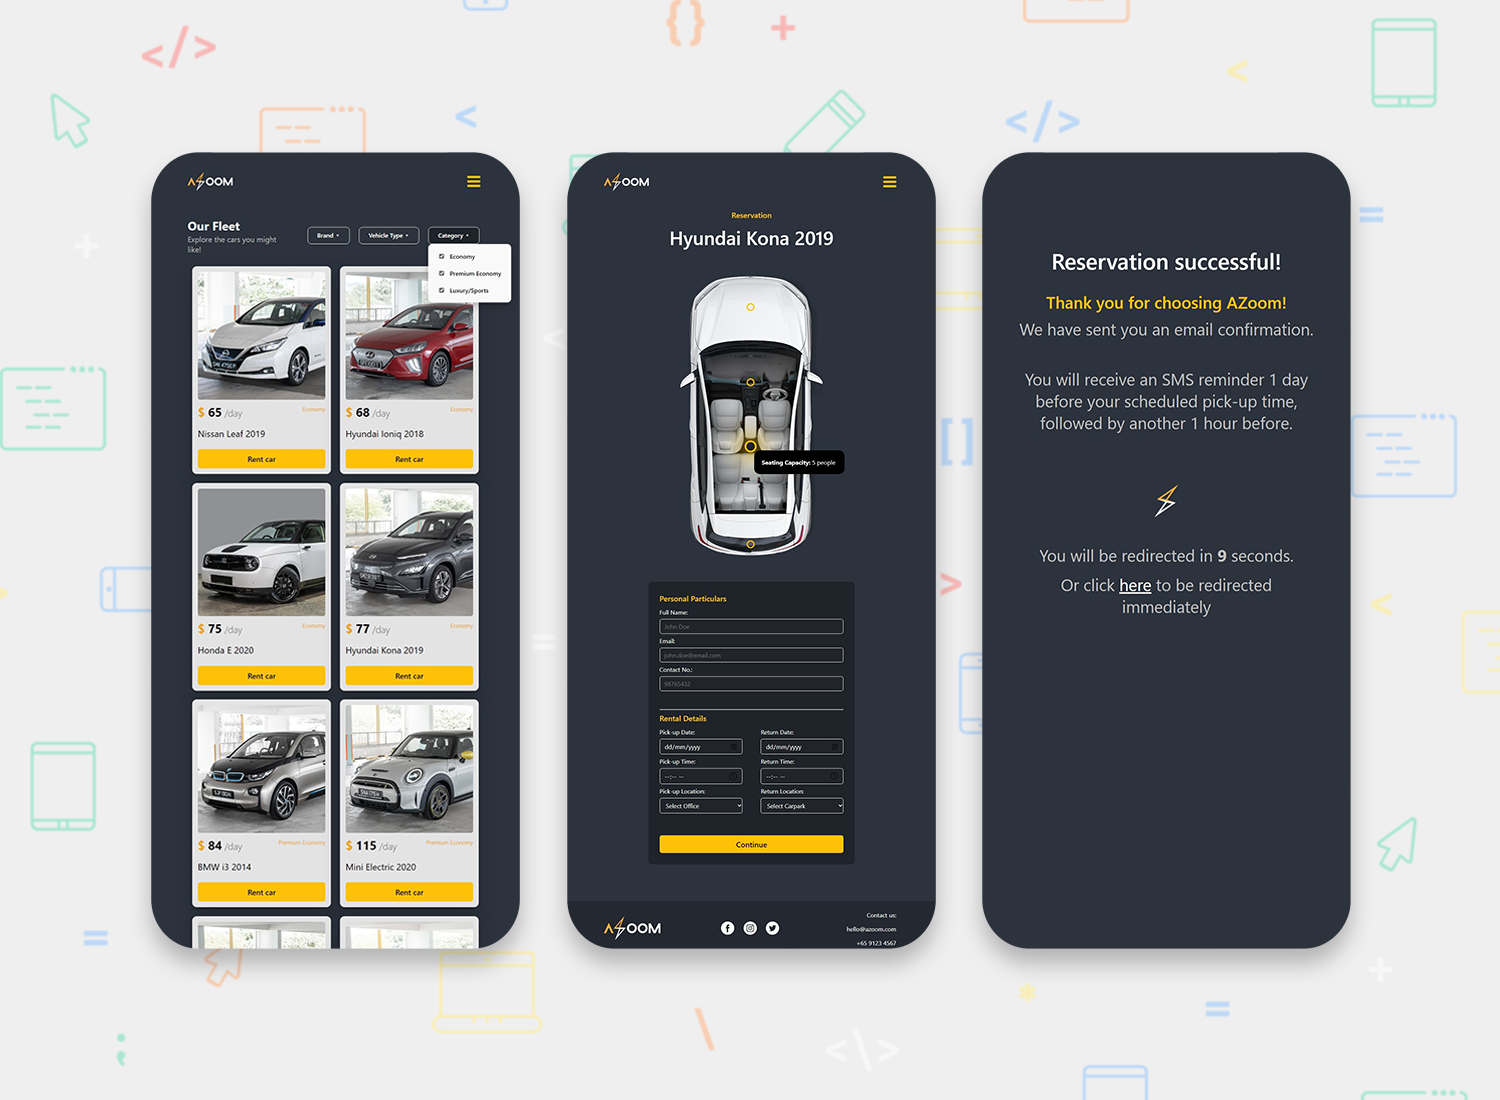 AZOOM
Our Fleet
Explore the cars you might
like!
Brand
Vehicle Type
Category
Economy
Premium Economy
Luxury/Sports
$ 65 /day
Economy
Nissan Leaf 2019
Rent car
$ 68 /day
Economy
Hyundai Ioniq 2018
Rent car
$ 75 /day
Economy
Honda E 2020
Rent car
$ 77 /day
Economy
Hyundai Kona 2019
Rent car
$ 84 /day
Premium Economy
BMW i3 2014
Rent car
$ 115 /day
Premium Economy
Mini Electric 2020
Rent car
AZOOM
Reservation
Hyundai Kona 2019
Seating Capacity: 5 people
Personal Particulars
Full Name:
John Doe
Email:
john.doe@email.com
Contact No.:
98765432
Rental Details
Pick-up Date:
Return Date:
dd/mm/yyyy
dd/mm/yyyy
Pick-up Time:
Return Time:
--:-- --
--:-- --
Pick-up Location:
Return Location:
Select Office
Select Carpark
Continue
AZOOM
Contact us:
hello@azoom.com
+65 9123 4567
Reservation successful!
Thank you for choosing AZoom!
We have sent you an email confirmation.
You will receive an SMS reminder 1 day
before your scheduled pick-up time,
followed by another 1 hour before.
You will be redirected in 9 seconds.
Or click here to be redirected
immediately